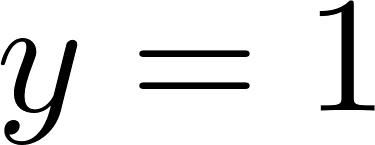 y = 1